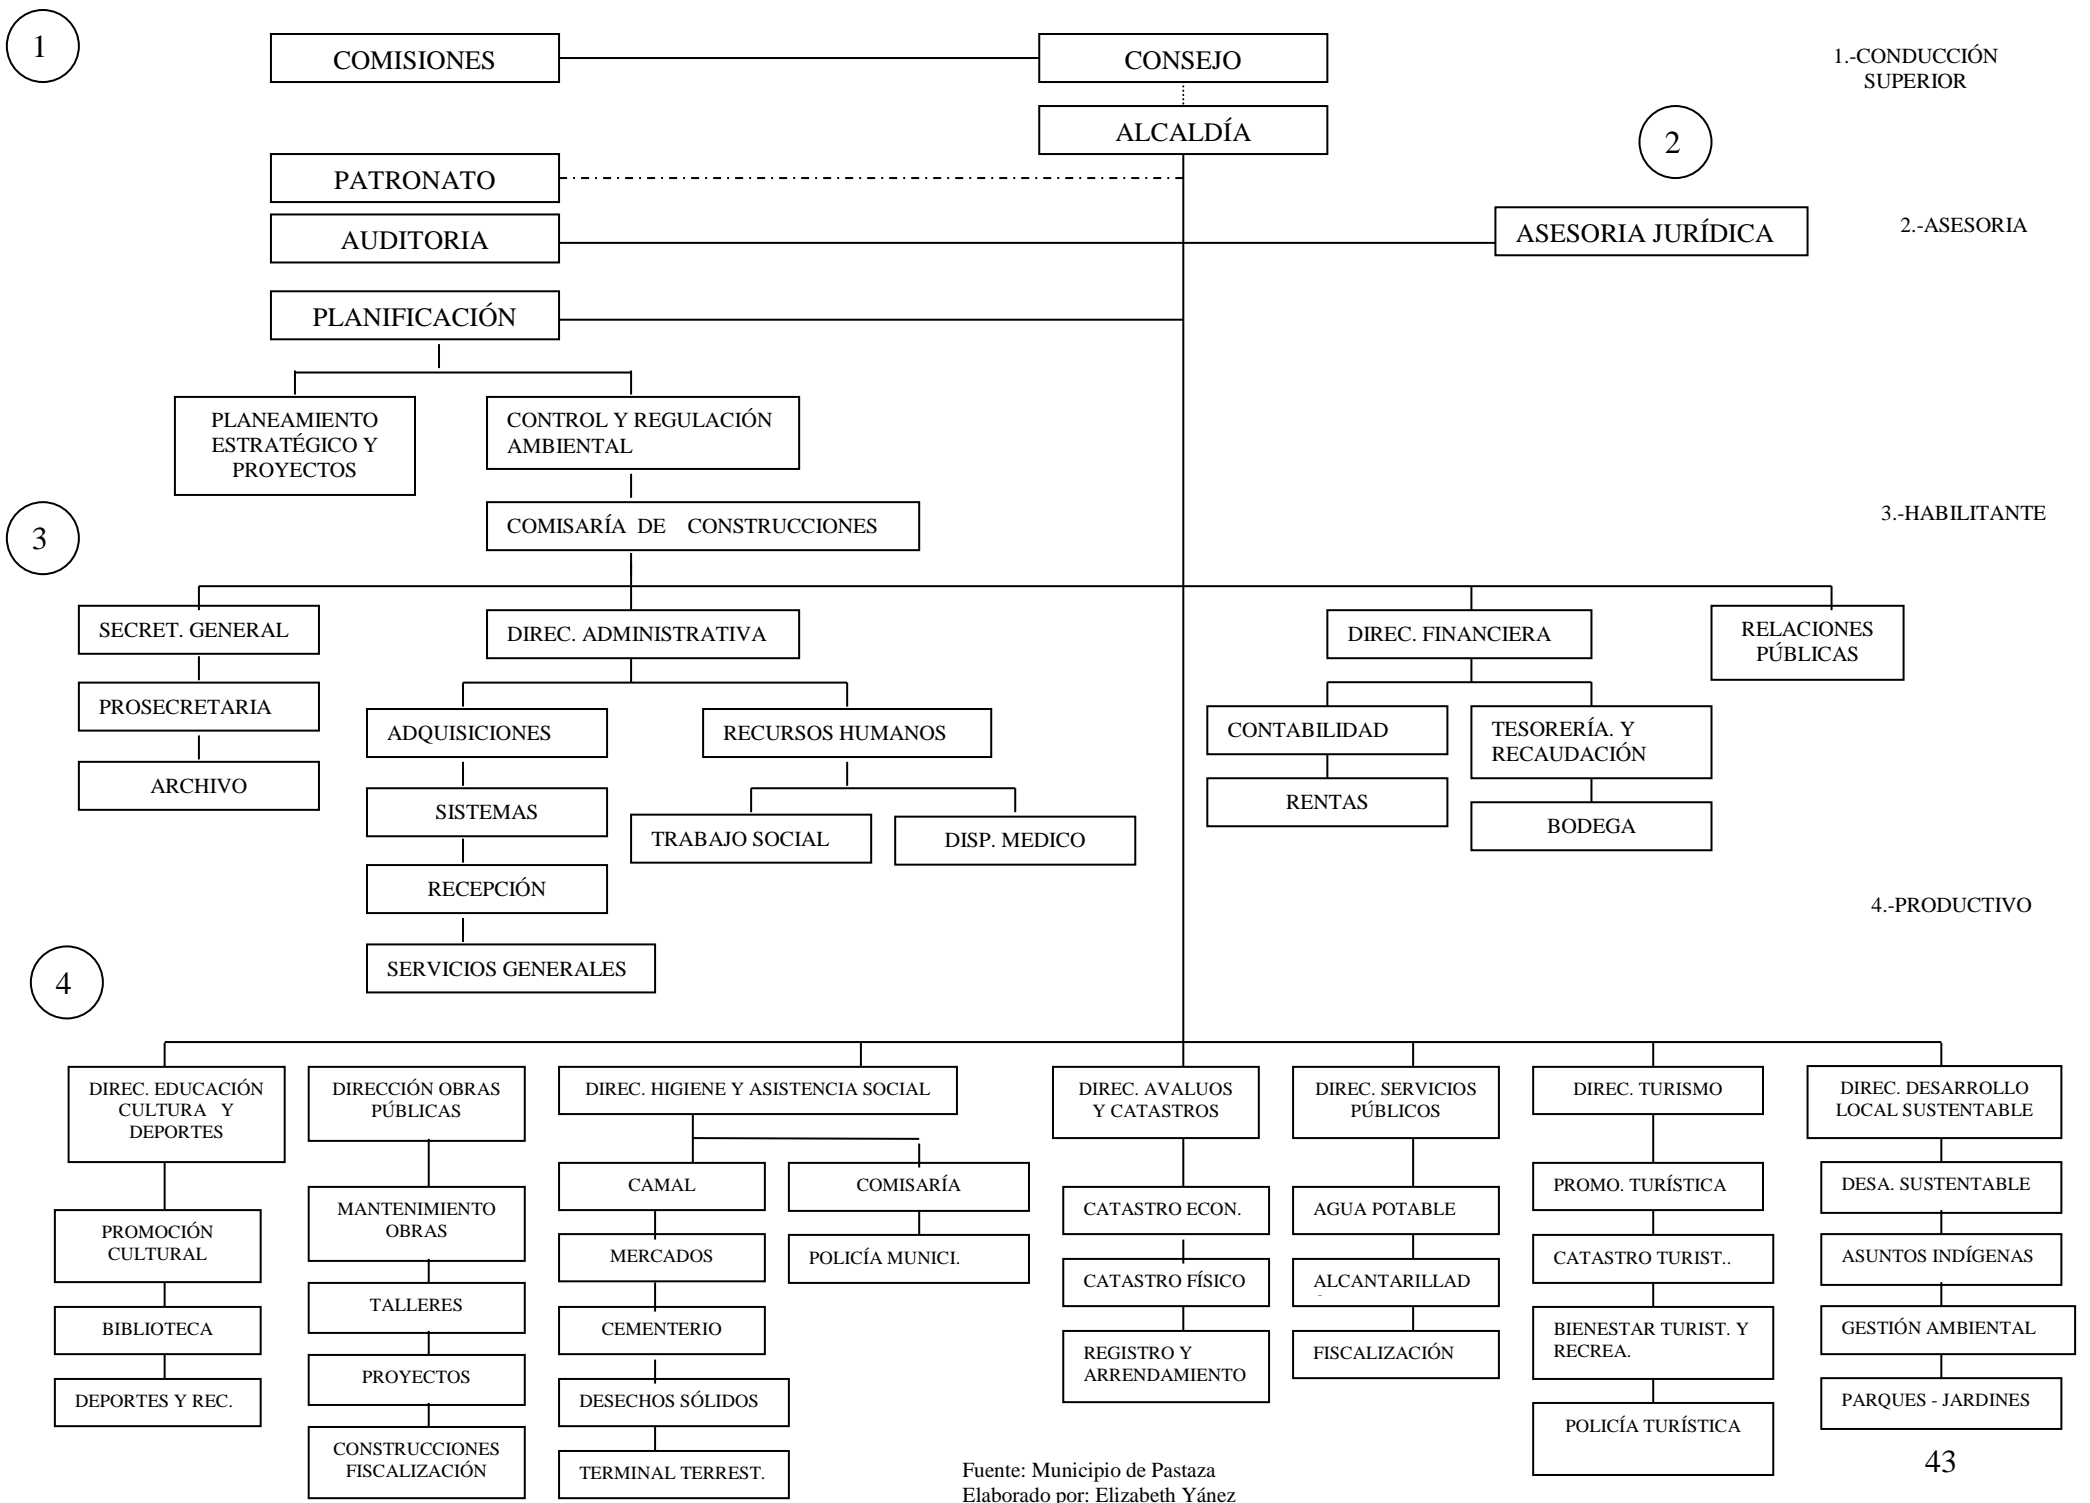 1
COMISIONES
CONSEJO
1.-CONDUCCIÓN
SUPERIOR
ALCALDÍA
2
PATRONATO
AUDITORIA
ASESORIA JURÍDICA
2.-ASESORIA
PLANIFICACIÓN
PLANEAMIENTO
ESTRATÉGICO Y
PROYECTOS
CONTROL Y REGULACIÓN
AMBIENTAL
3
COMISARÍA DE CONSTRUCCIONES
3.-HABILITANTE
SECRET. GENERAL
DIREC. ADMINISTRATIVA
DIREC. FINANCIERA
RELACIONES
PÚBLICAS
PROSECRETARIA
ADQUISICIONES
RECURSOS HUMANOS
CONTABILIDAD
TESORERÍA. Y
RECAUDACIÓN
ARCHIVO
SISTEMAS
TRABAJO SOCIAL
DISP. MEDICO
RENTAS
BODEGA
RECEPCIÓN
4.-PRODUCTIVO
SERVICIOS GENERALES
4
DIREC. EDUCACIÓN
CULTURA Y
DEPORTES
DIRECCIÓN OBRAS
PÚBLICAS
DIREC. HIGIENE Y ASISTENCIA SOCIAL
DIREC. AVALUOS
Y CATASTROS
DIREC. SERVICIOS
PÚBLICOS
DIREC. TURISMO
DIREC. DESARROLLO
LOCAL SUSTENTABLE
PROMOCIÓN
CULTURAL
MANTENIMIENTO
OBRAS
CAMAL
COMISARÍA
CATASTRO ECON.
AGUA POTABLE
PROMO. TURÍSTICA
DESA. SUSTENTABLE
MERCADOS
POLICÍA MUNICI.
CATASTRO FÍSICO
ALCANTARILLAD
CATASTRO TURIST..
ASUNTOS INDÍGENAS
BIBLIOTECA
TALLERES
CEMENTERIO
REGISTRO Y
ARRENDAMIENTO
FISCALIZACIÓN
BIENESTAR TURIST. Y
RECREA.
GESTIÓN AMBIENTAL
DEPORTES Y REC.
PROYECTOS
DESECHOS SÓLIDOS
POLICÍA TURÍSTICA
PARQUES - JARDINES
CONSTRUCCIONES
FISCALIZACIÓN
TERMINAL TERREST.
Fuente: Municipio de Pastaza
Elaborado por: Elizabeth Yánez
43